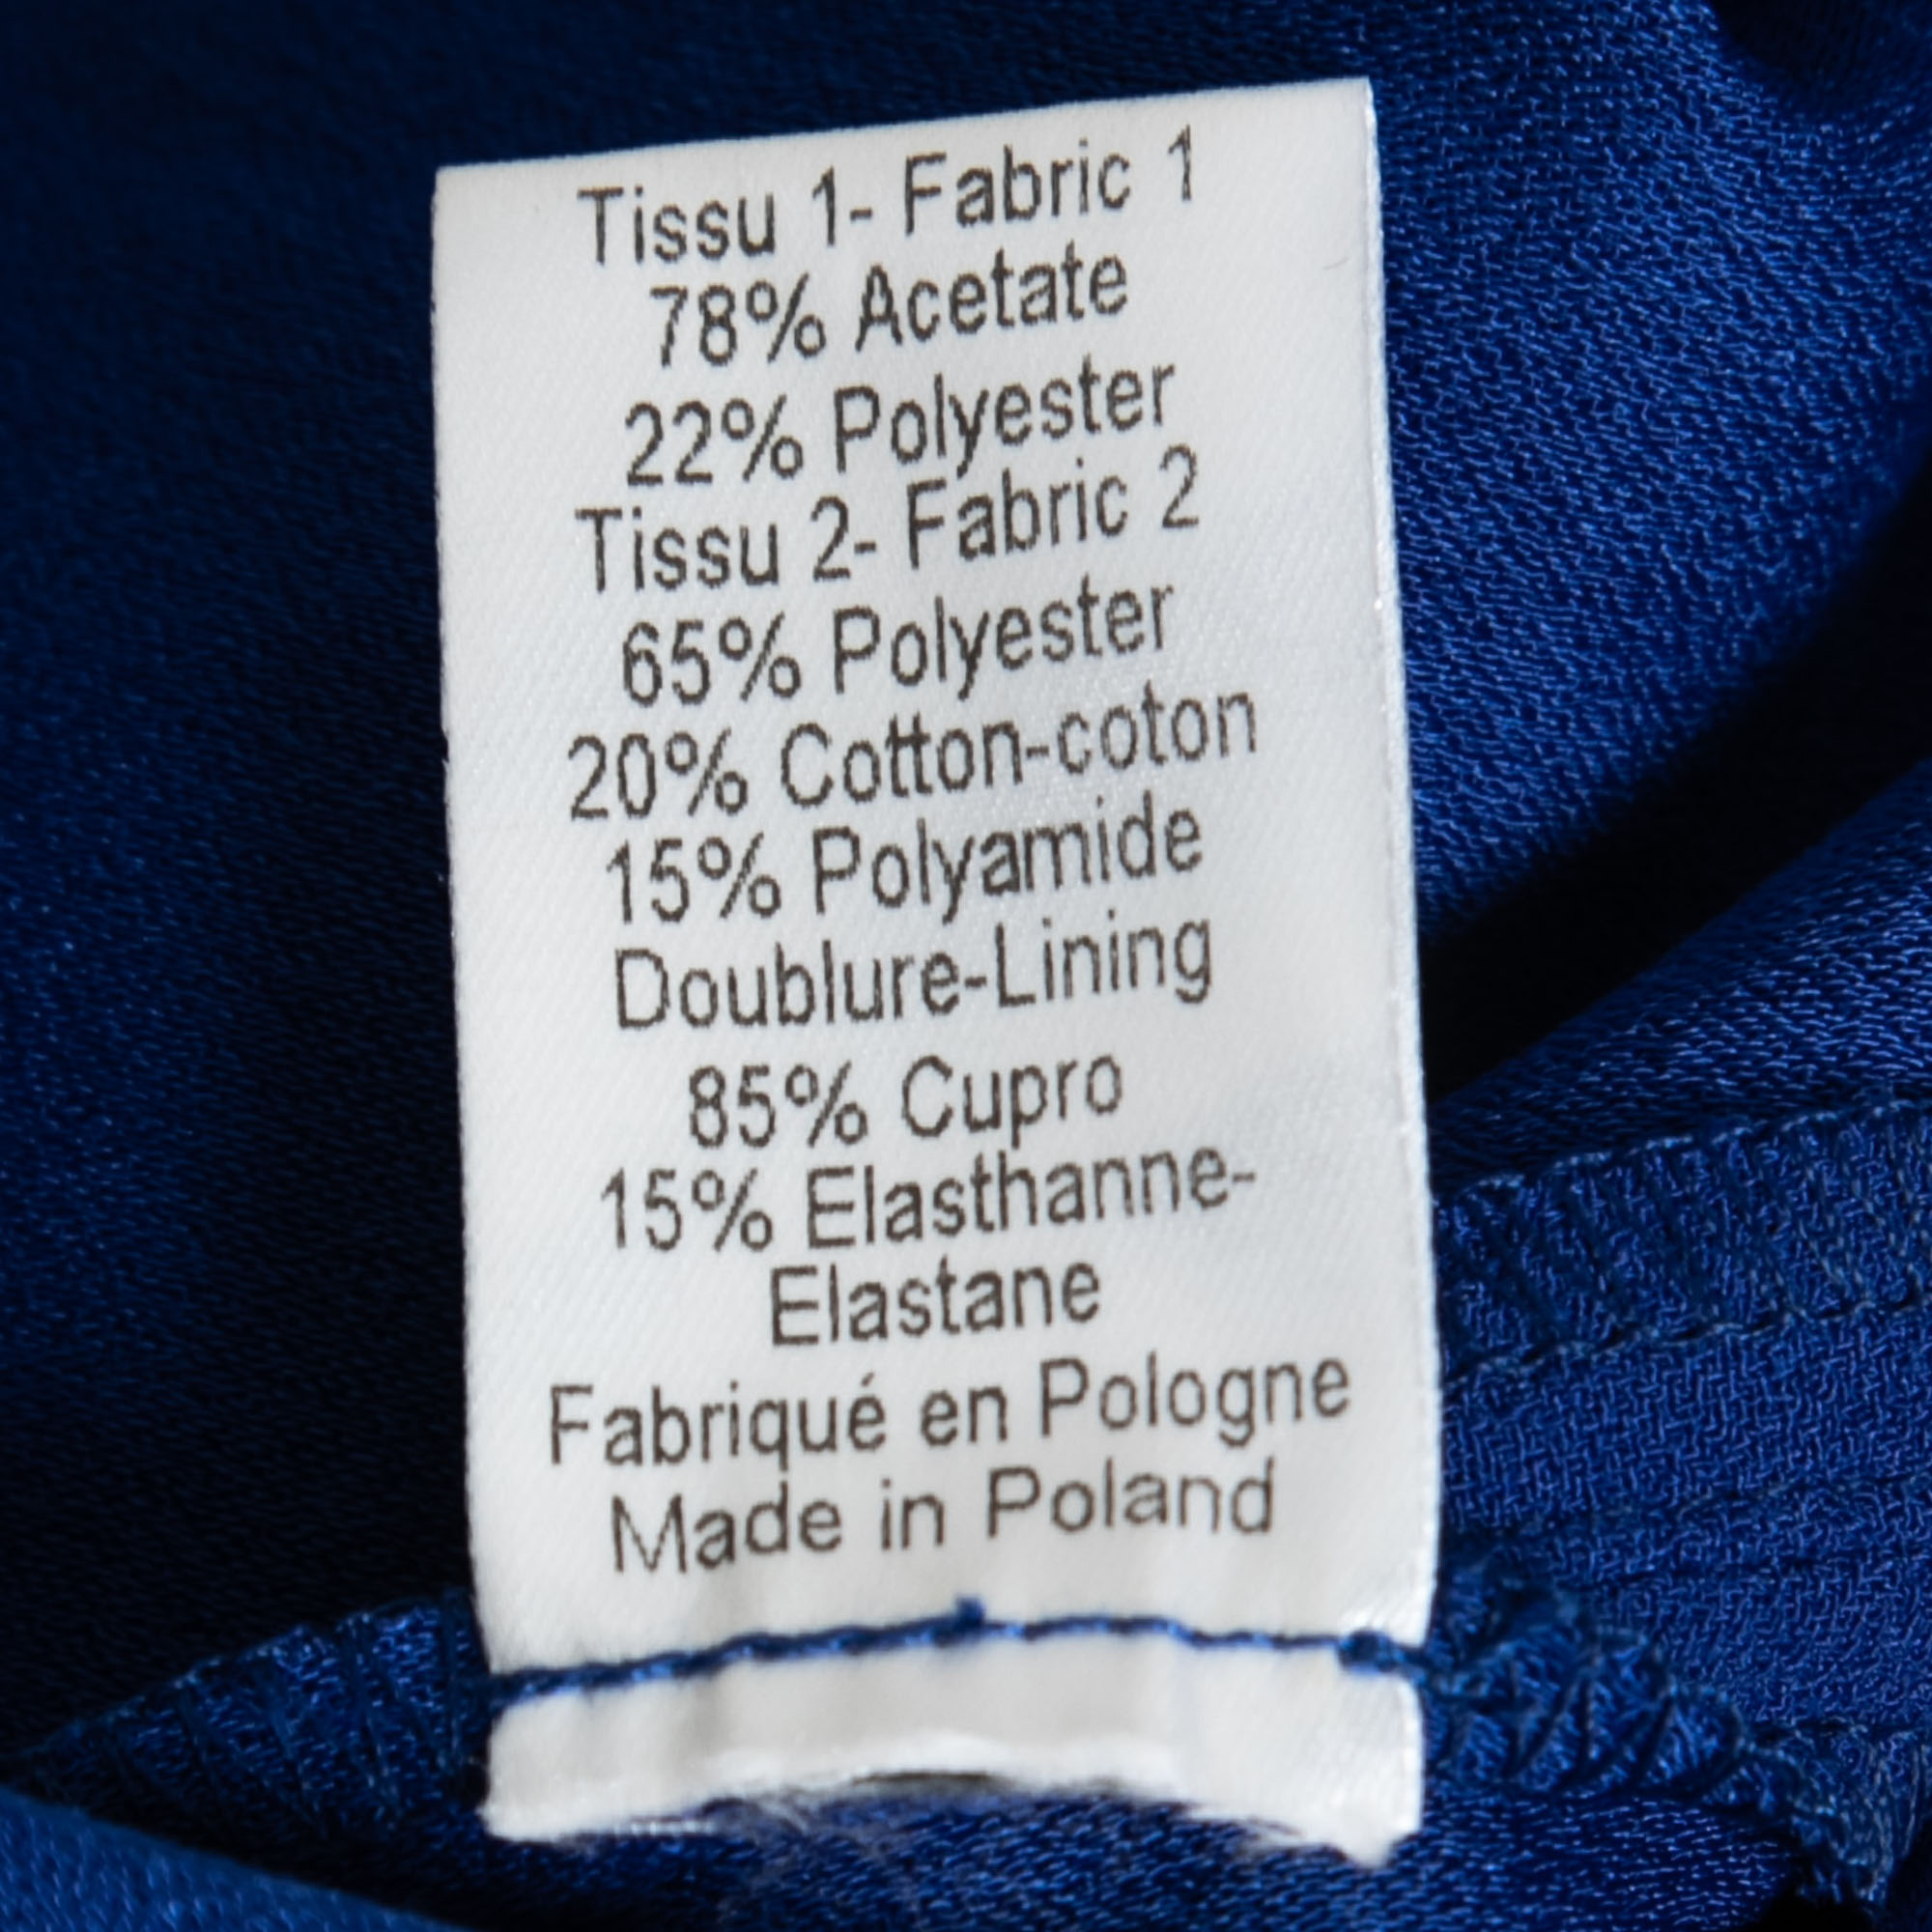 Tissu 1- Fabric 1
78% Acetate
22% Polyester
Tissu 2- Fabric 2
65% Polyester
20% Cotton-coton
15% Polyamide
Doublure-Lining
85% Cupro
15% Elasthanne-
Elastane
Fabriqué en Pologne
Made in Poland